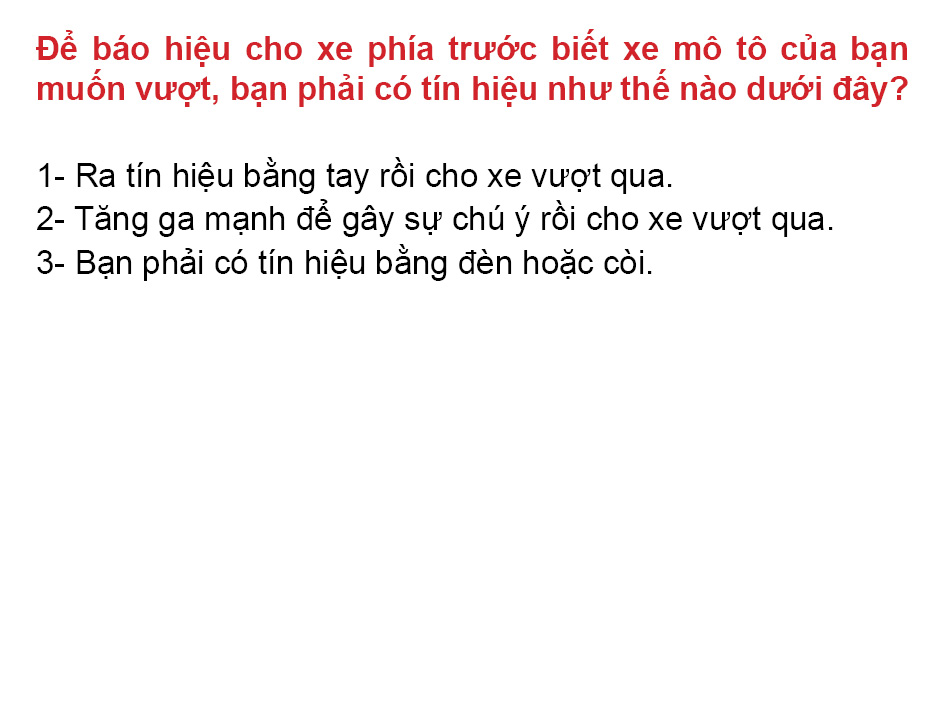 Để báo hiệu cho xe phía trước biết xe mô tô của bạn
muốn vượt, bạn phải có tín hiệu như thế nào dưới đây?
1- Ra tín hiệu bằng tay rồi cho xe vượt qua.
2- Tăng ga mạnh để gây sự chú ý rồi cho xe vượt qua.
3- Bạn phải có tín hiệu bằng đèn hoặc còi.